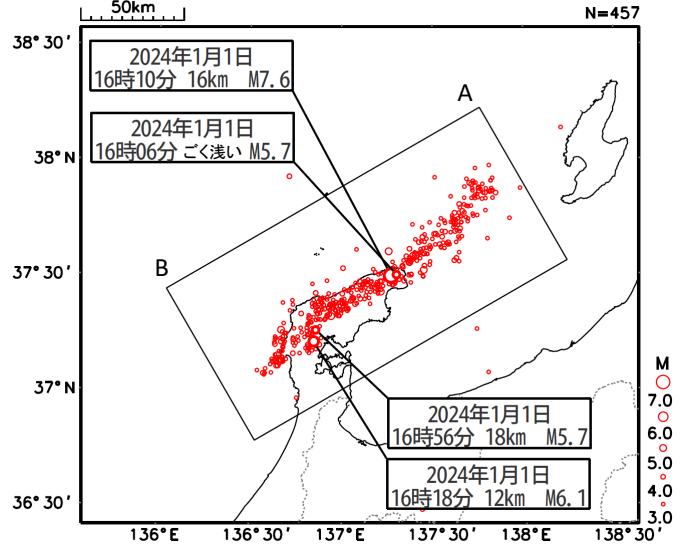 50km
N=457
38°30′
2024年1月1日
16時10分 16km M7.6
A
2024年1月1日
16時06分 ごく浅い M5.7
38°N
B
37°30′
37°N
M
7.0
6.0
5.0
4.0
3.0
2024年1月1日
16時56分 18km M5.7
2024年1月1日
16時18分 12km M6.1
36°30′
136°E
136°30′
137°E
137°30′
138°E
138°30′